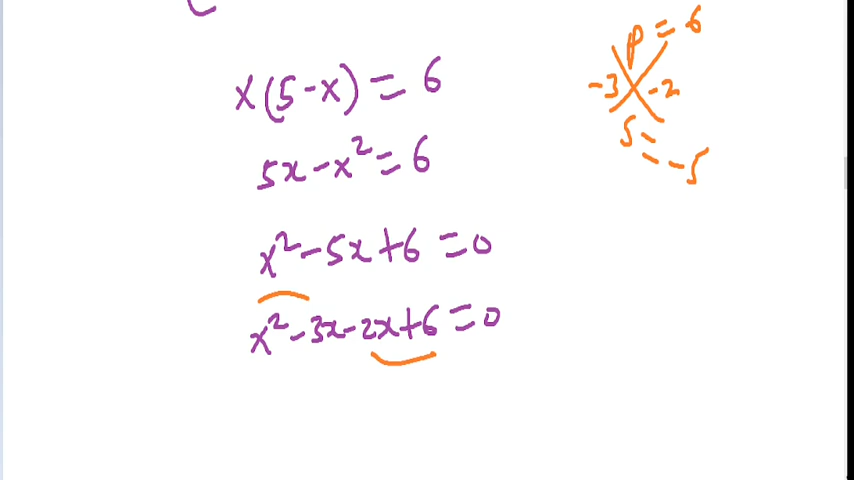 x(5-x) = 6
5x-x² = 6
x²-5x+6 = 0
x²-3x-2x+6 = 0
P = 6
-3 -2
S =
= -5